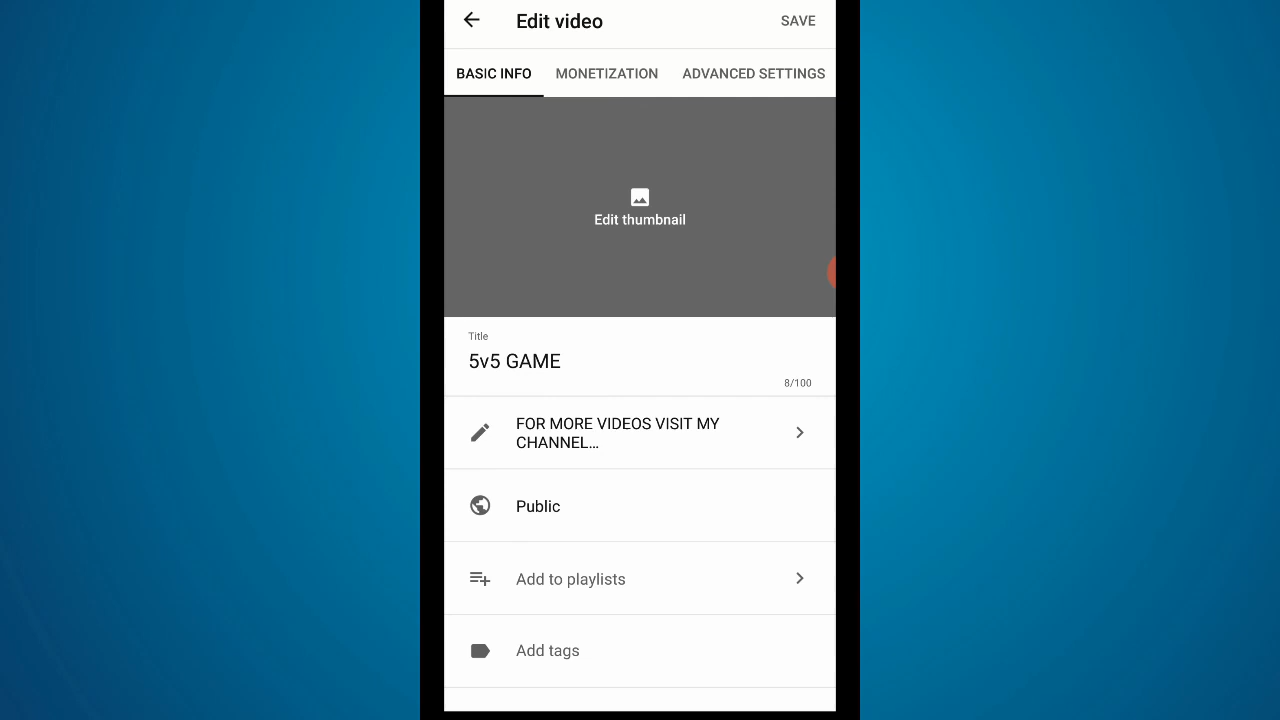 Edit video
SAVE
BASIC INFO
MONETIZATION
ADVANCED SETTINGS
Edit thumbnail
Title
5v5 GAME
8/100
FOR MORE VIDEOS VISIT MY
CHANNEL...
Public
Add to playlists
Add tags